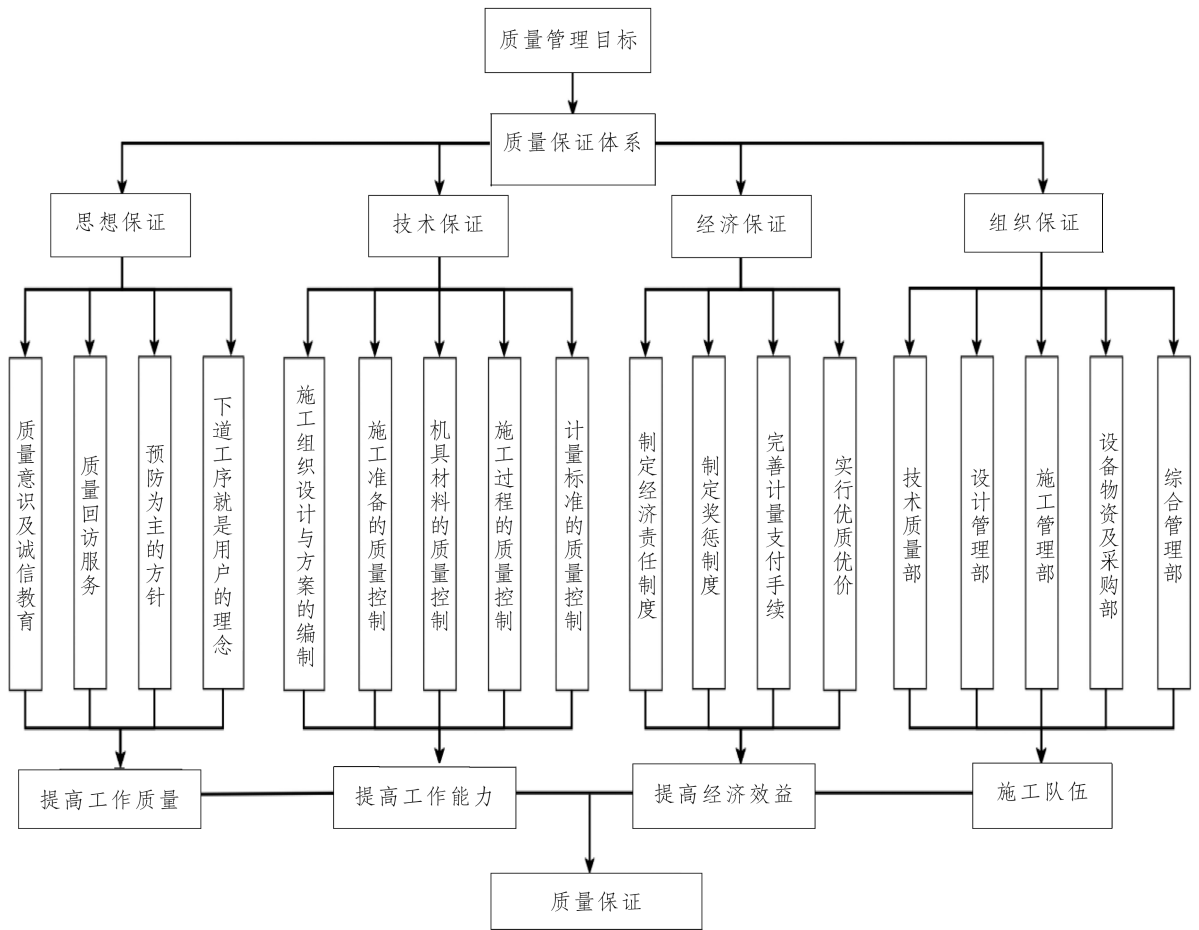 质量管理目标
质量保证体系
思想保证
技术保证
经济保证
组织保证
质量意识及诚信教育
质量回访服务
预防为主的方针
下道工序就是用户的理念
施工组织设计与方案的编制
施工准备的质量控制
机具材料的质量控制
施工过程的质量控制
计量标准的质量控制
制定经济责任制度
制定奖惩制度
完善计量支付手续
实行优质优价
技术质量部
设计管理部
施工管理部
设备物资及采购部
综合管理部
提高工作质量
提高工作能力
提高经济效益
施工队伍
质量保证